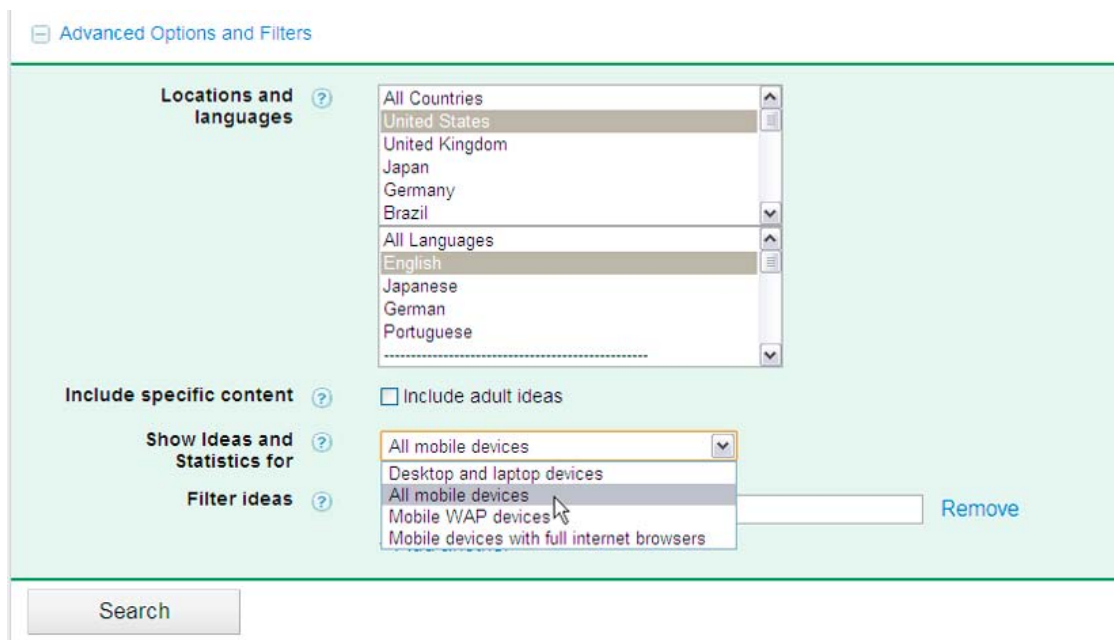 Advanced Options and Filters
Locations and
languages
All Countries
United States
United Kingdom
Japan
Germany
Brazil
All Languages
English
Japanese
German
Portuguese
------------------------------------------------
Include specific content
Include adult ideas
Show Ideas and
Statistics for
All mobile devices
Desktop and laptop devices
All mobile devices
Mobile WAP devices
Mobile devices with full internet browsers
Filter ideas
Remove
Search